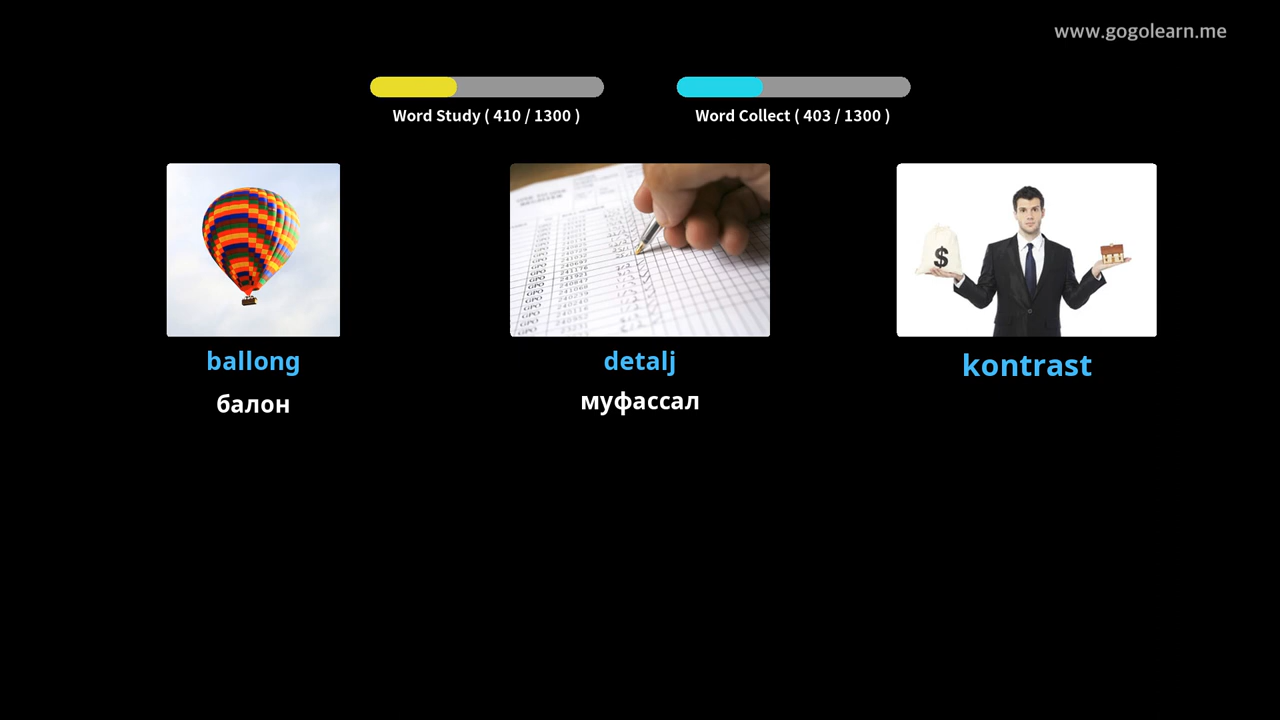 www.gogolearn.me
Word Study ( 410 / 1300 )
Word Collect ( 403 / 1300 )
$
ballong
detalj
kontrast
балон
муфассал